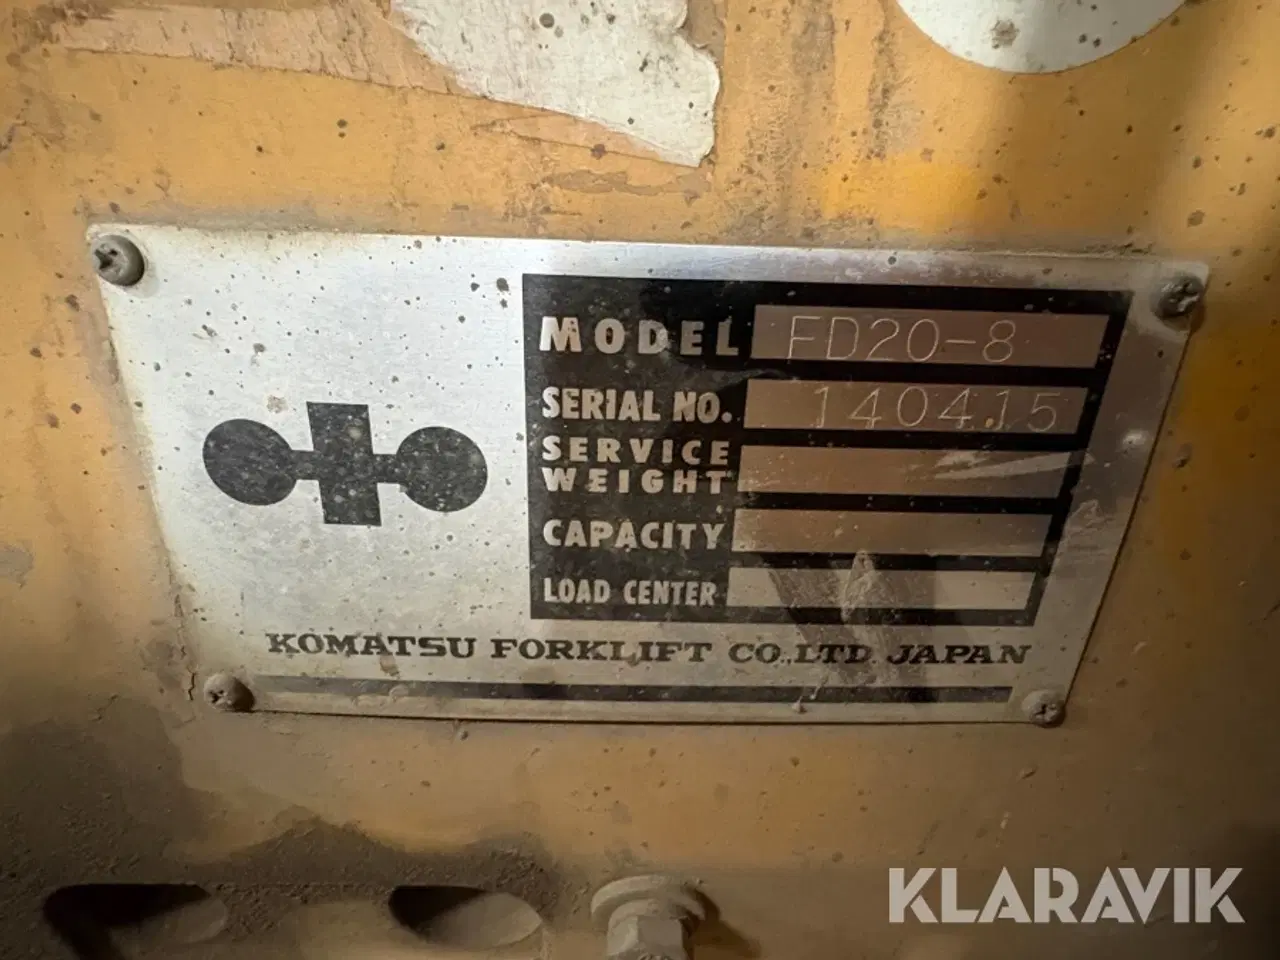 MODEL FD20-8
SERIAL NO. 140415
SERVICE
WEIGHT
CAPACITY
LOAD CENTER
KOMATSU FORKLIFT CO.,LTD. JAPAN
KLARAVIK